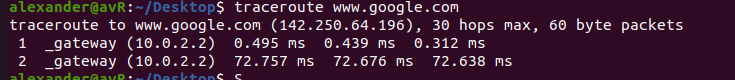 alexander@avR:~/Desktop$ traceroute www.google.com
traceroute to www.google.com (142.250.64.196), 30 hops max, 60 byte packets
 1  _gateway (10.0.2.2)  0.495 ms  0.439 ms  0.312 ms
 2  _gateway (10.0.2.2)  72.757 ms  72.676 ms  72.638 ms
alexander@avR:~/Desktop$ S